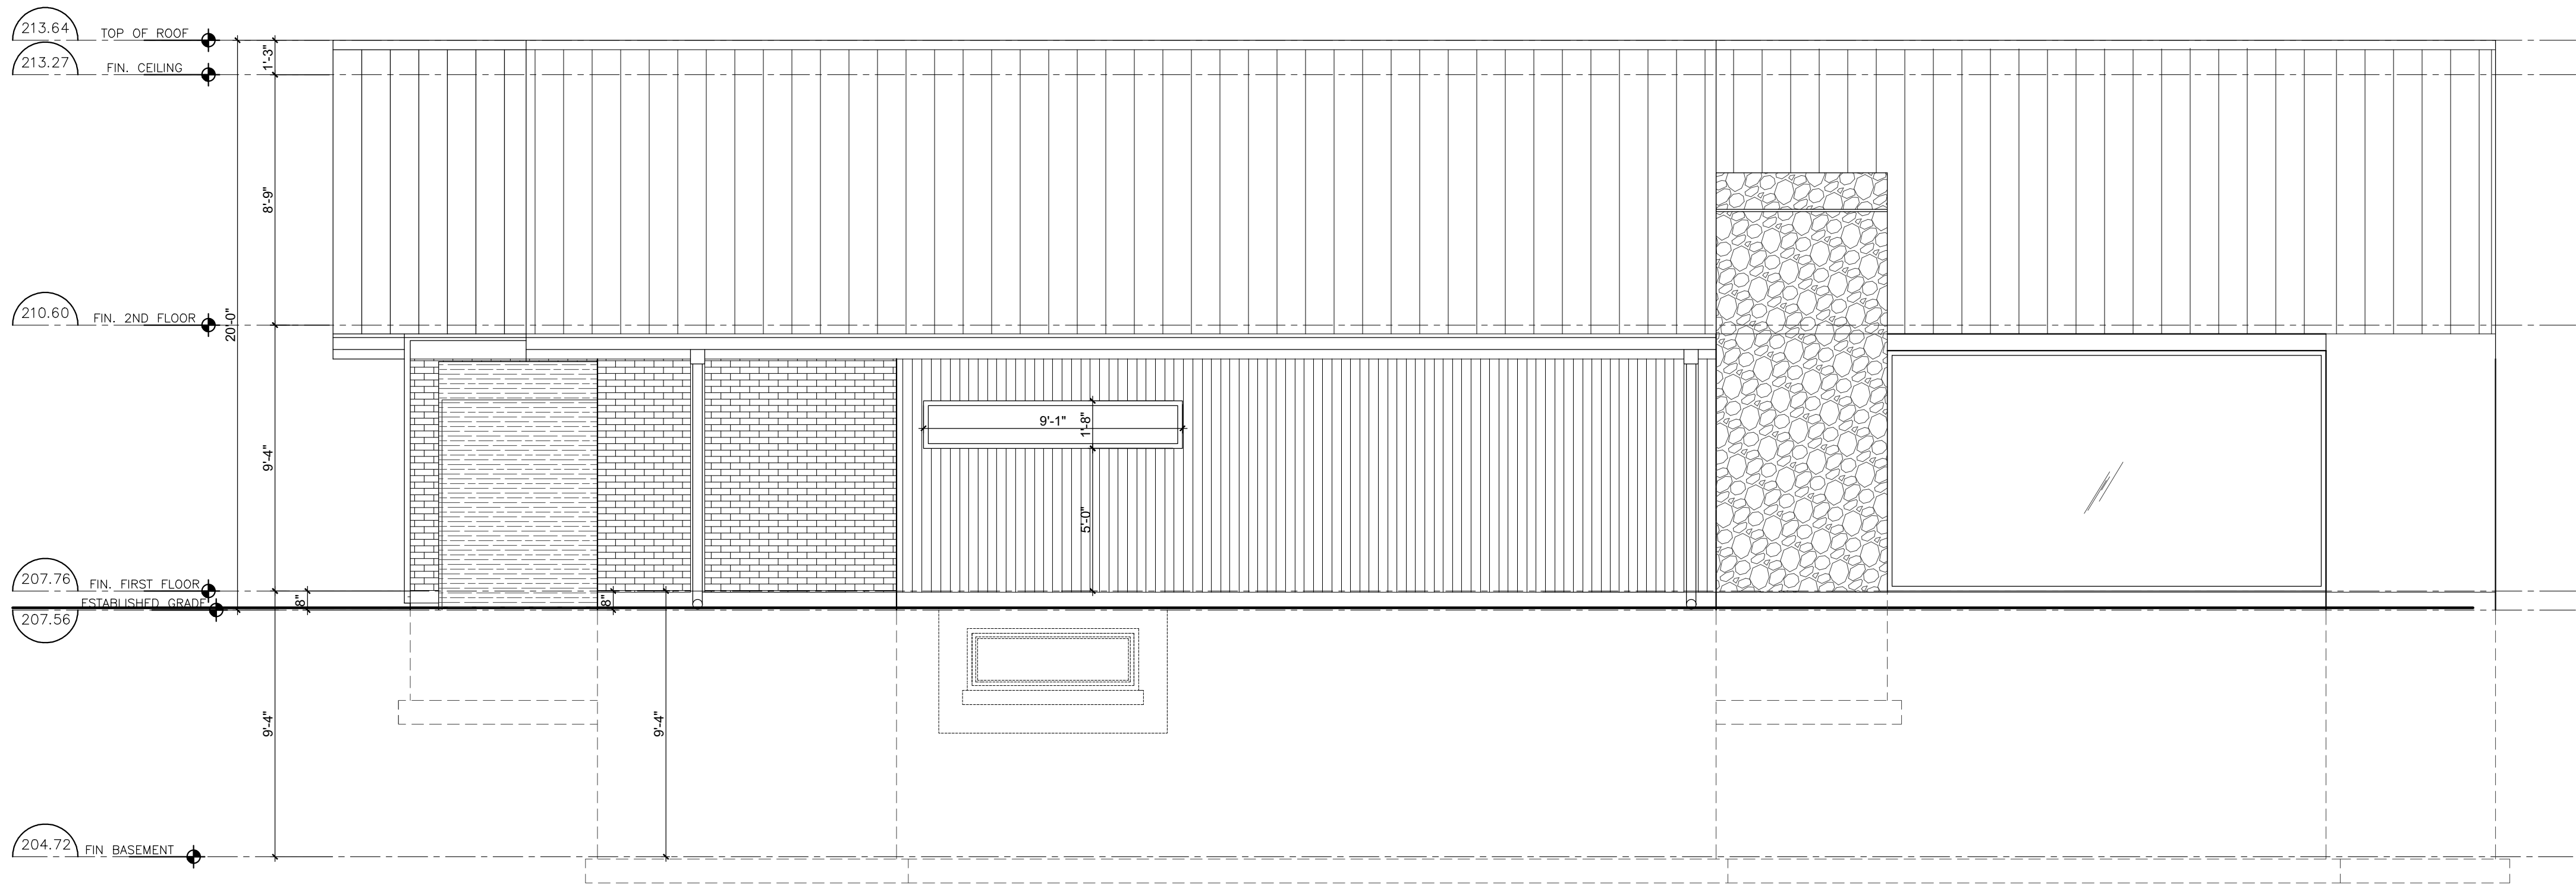 213.64 TOP OF ROOF
1'-3"
213.27 FIN. CEILING
8'-9"
210.60 FIN. 2ND FLOOR
20'-0"
9'-1"
1'-8"
9'-4"
5'-0"
207.76 FIN. FIRST FLOOR
8"
8"
ESTABLISHED GRADE
207.56
9'-4"
9'-4"
204.72 FIN BASEMENT